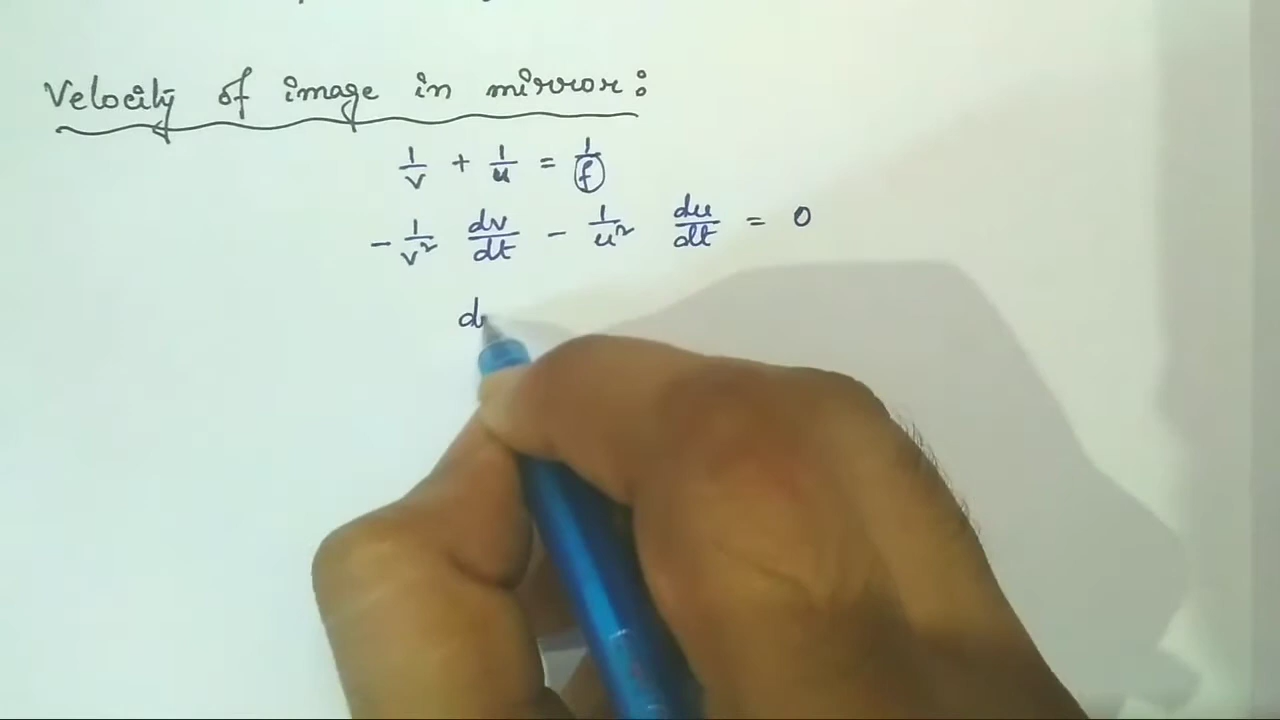 Velocity of image in mirror:
1/v + 1/u = 1/f
- 1/v² dv/dt - 1/u² du/dt = 0